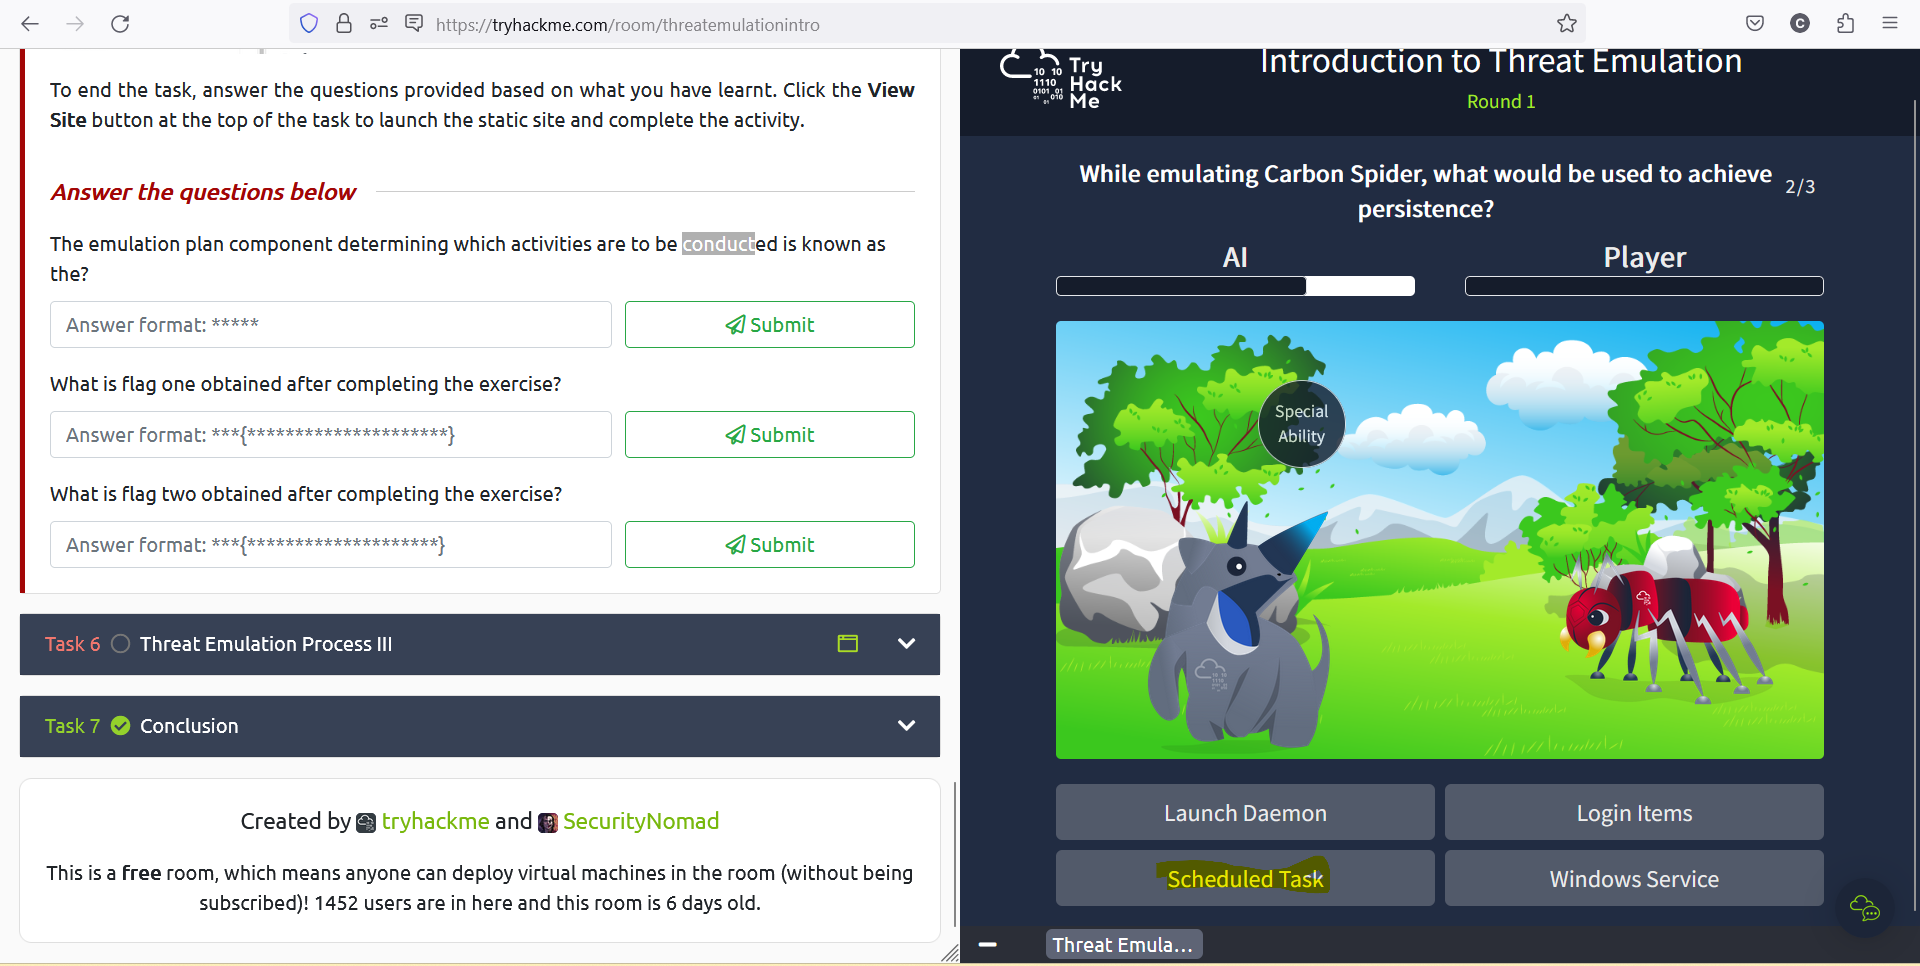 https://tryhackme.com/room/threatemulationintro
C
To end the task, answer the questions provided based on what you have learnt. Click the View
Site button at the top of the task to launch the static site and complete the activity.
Answer the questions below
The emulation plan component determining which activities are to be conducted is known as
the?
Answer format: *****
Submit
What is flag one obtained after completing the exercise?
Answer format: ***{*********************}
Submit
What is flag two obtained after completing the exercise?
Answer format: ***{********************}
Submit
Task 6 Threat Emulation Process III
Task 7 Conclusion
Created by tryhackme and SecurityNomad
This is a free room, which means anyone can deploy virtual machines in the room (without being
subscribed)! 1452 users are in here and this room is 6 days old.
Try
Hack
Me
Introduction to Threat Emulation
Round 1
While emulating Carbon Spider, what would be used to achieve
persistence?
2/3
AI
Player
Special
Ability
Launch Daemon
Login Items
Scheduled Task
Windows Service
Threat Emula...